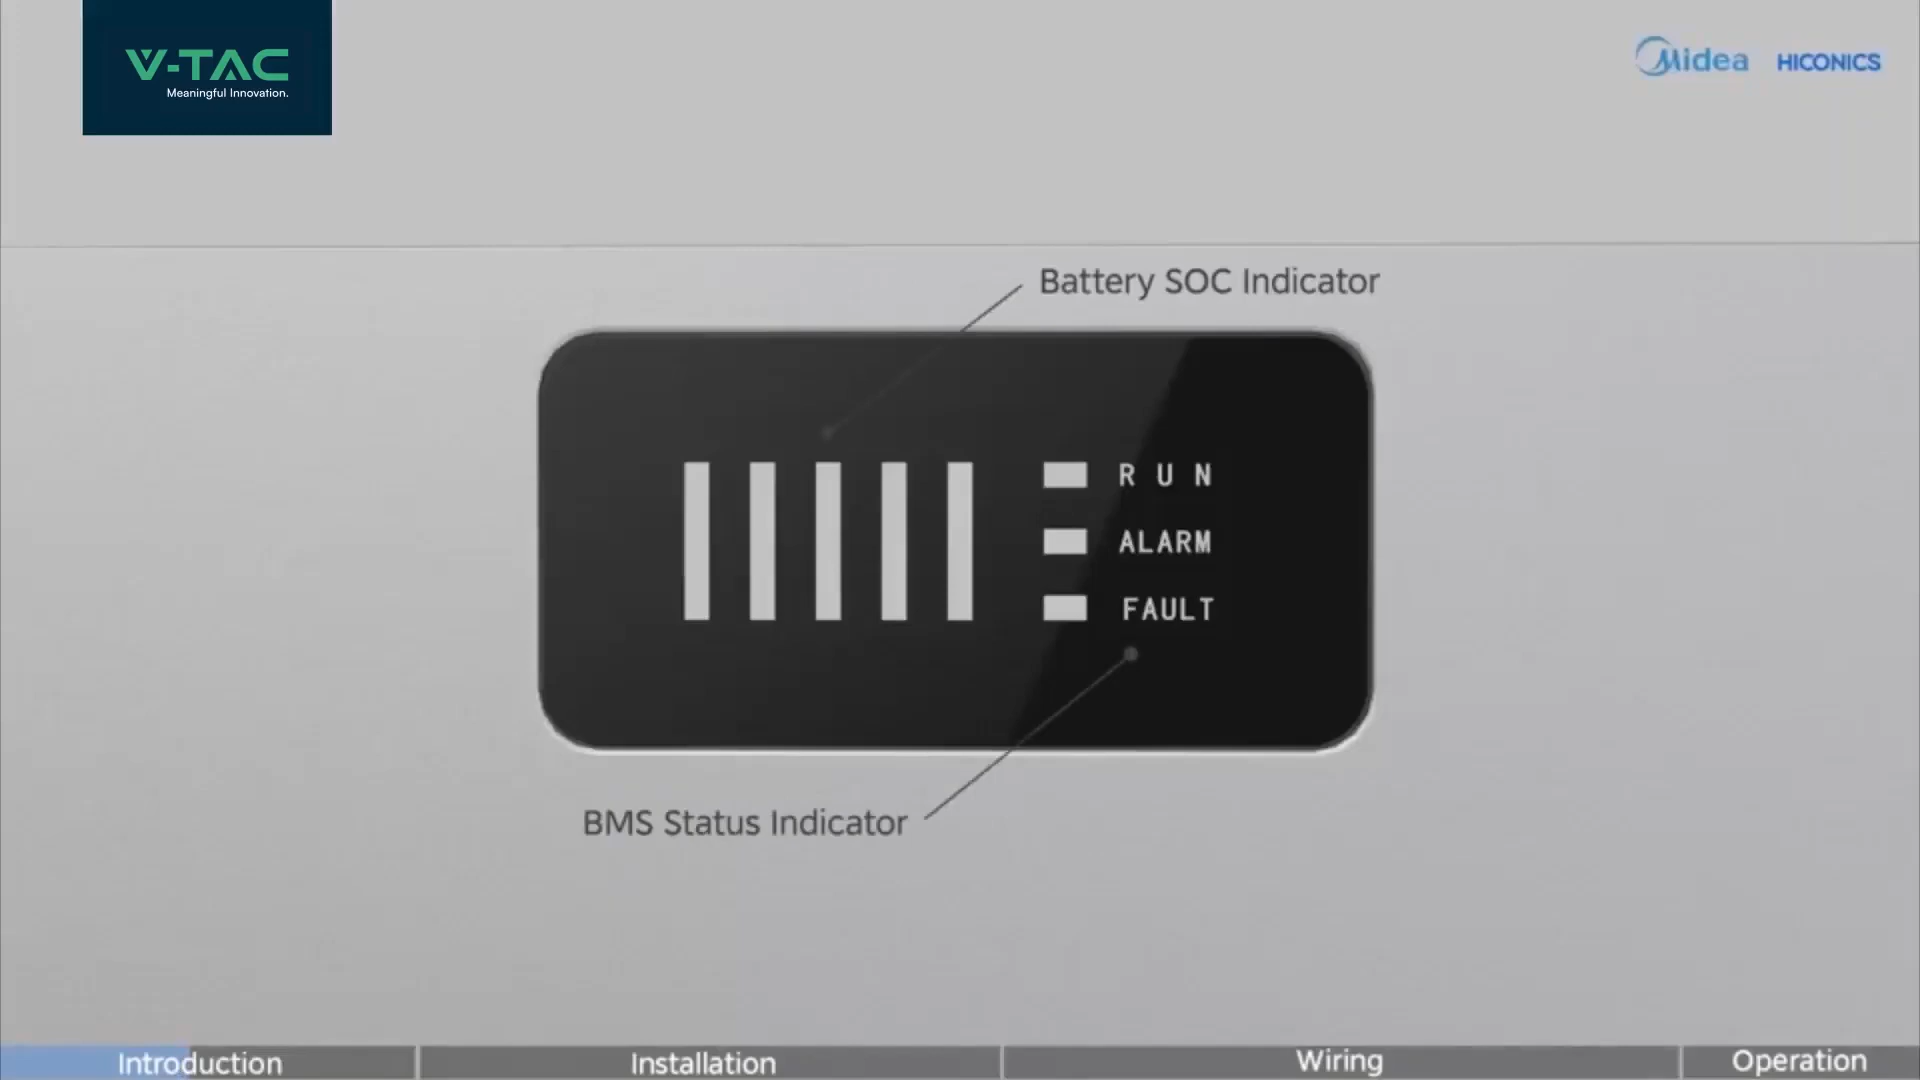 V-TAC
Meaningful Innovation.
Midea HICONICS
Battery SOC Indicator
RUN
ALARM
FAULT
BMS Status Indicator
Introduction Installation Wiring Operation